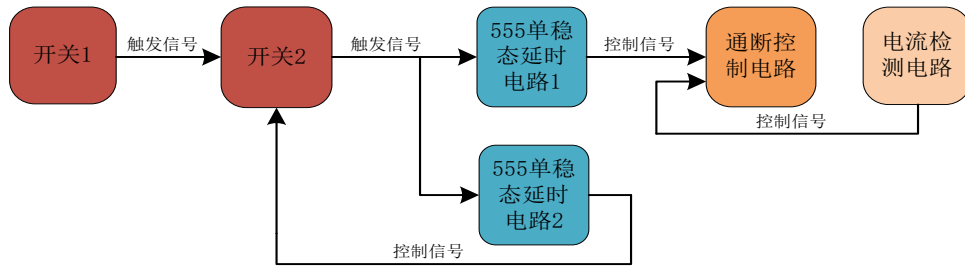 开关1
触发信号
开关2
触发信号
555单稳
态延时
电路1
控制信号
通断控
制电路
电流检
测电路
控制信号
555单稳
态延时
电路2
控制信号